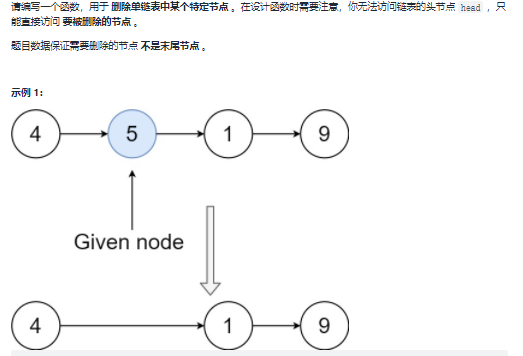 请编写一个函数，用于 删除单链表中某个特定节点 。在设计函数时需要注意，你无法访问链表的头节点 head ，只
能直接访问 要被删除的节点 。
题目数据保证需要删除的节点 不是末尾节点 。
示例 1：
4 5 1 9
Given node
4 1 9